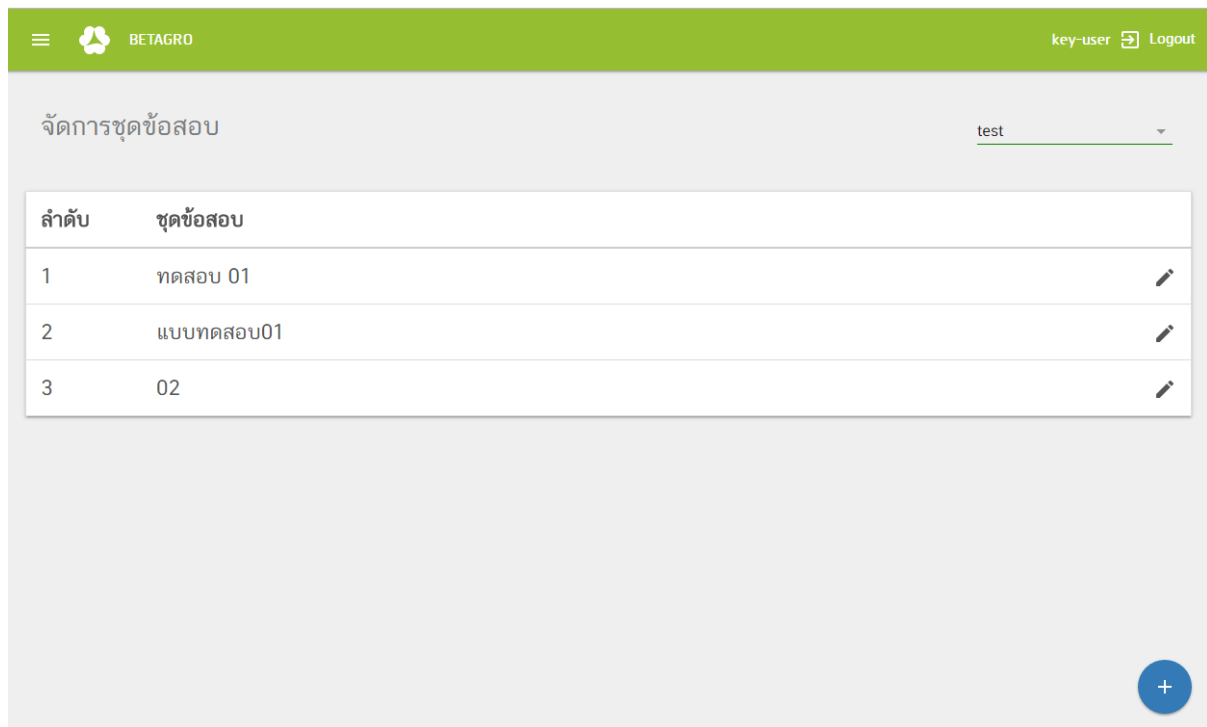 BETAGRO key-user Logout
จัดการชุดข้อสอบ test
ลำดับ ชุดข้อสอบ
1 ทดสอบ 01
2 แบบทดสอบ01
3 02